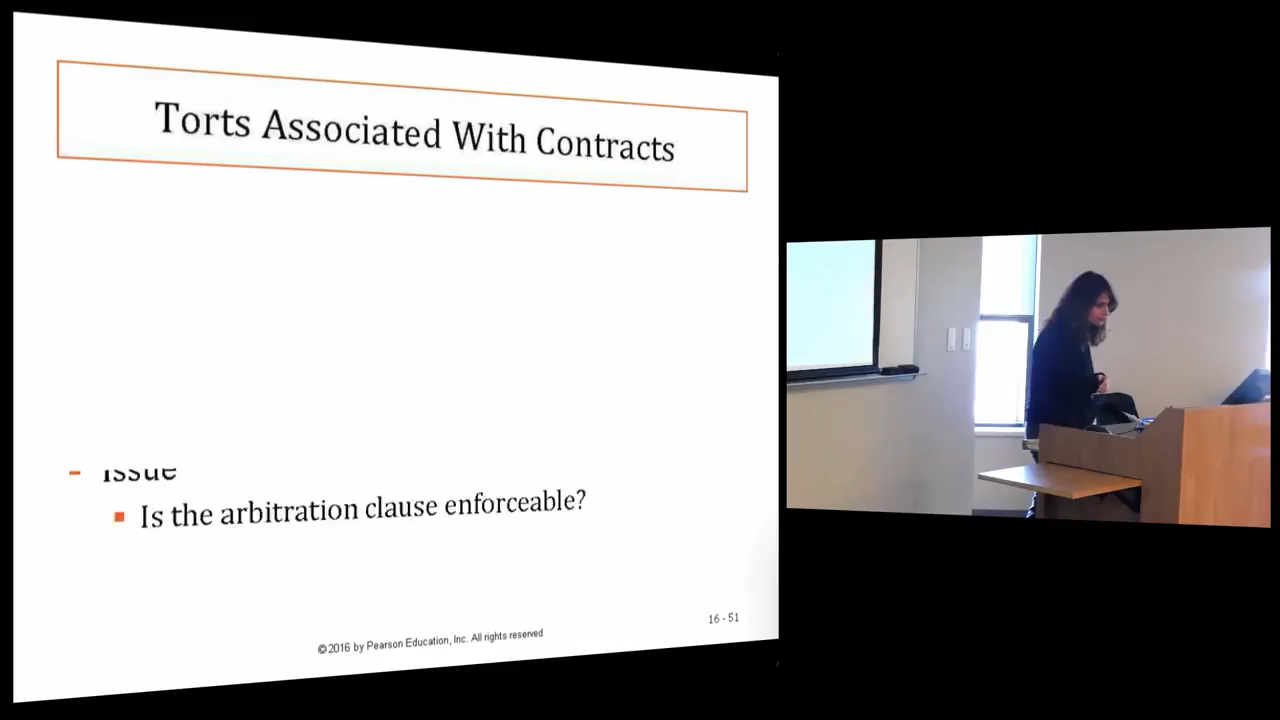 Torts Associated With Contracts
Issue
Is the arbitration clause enforceable?
16 - 51
© 2016 by Pearson Education, Inc. All rights reserved